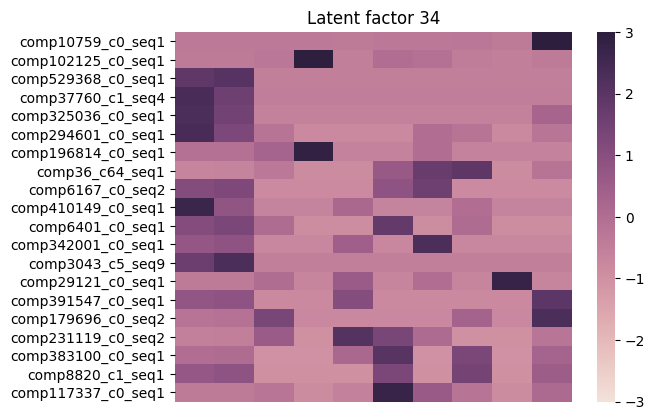 Latent factor 34
comp10759_c0_seq1
comp102125_c0_seq1
comp529368_c0_seq1
comp37760_c1_seq4
comp325036_c0_seq1
comp294601_c0_seq1
comp196814_c0_seq1
comp36_c64_seq1
comp6167_c0_seq2
comp410149_c0_seq1
comp6401_c0_seq1
comp342001_c0_seq1
comp3043_c5_seq9
comp29121_c0_seq1
comp391547_c0_seq1
comp179696_c0_seq2
comp231119_c0_seq2
comp383100_c0_seq1
comp8820_c1_seq1
comp117337_c0_seq1
3
2
1
0
−1
−2
−3